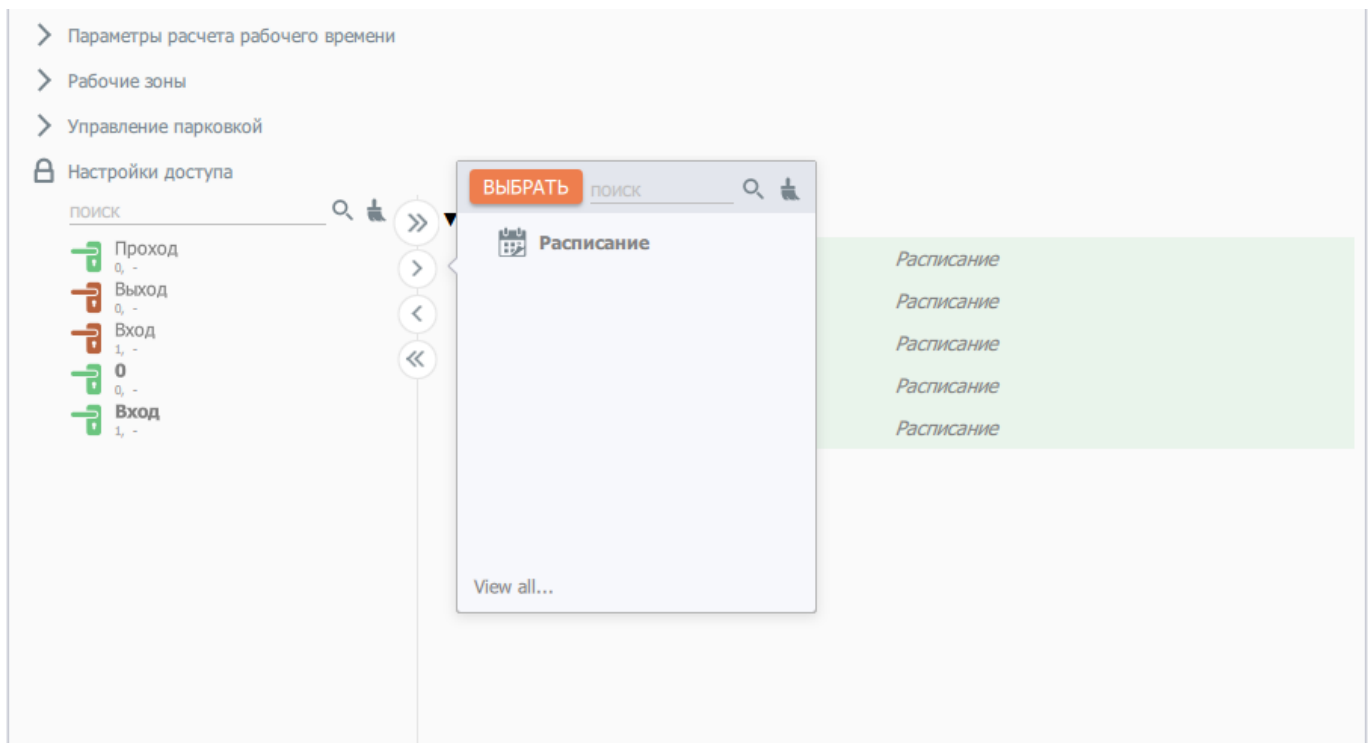 Параметры расчета рабочего времени
Рабочие зоны
Управление парковкой
Настройки доступа
поиск
Проход
0, -
Выход
0, -
Вход
1, -
0
0, -
Вход
1, -
ВЫБРАТЬ поиск
Расписание
View all...
Расписание
Расписание
Расписание
Расписание
Расписание